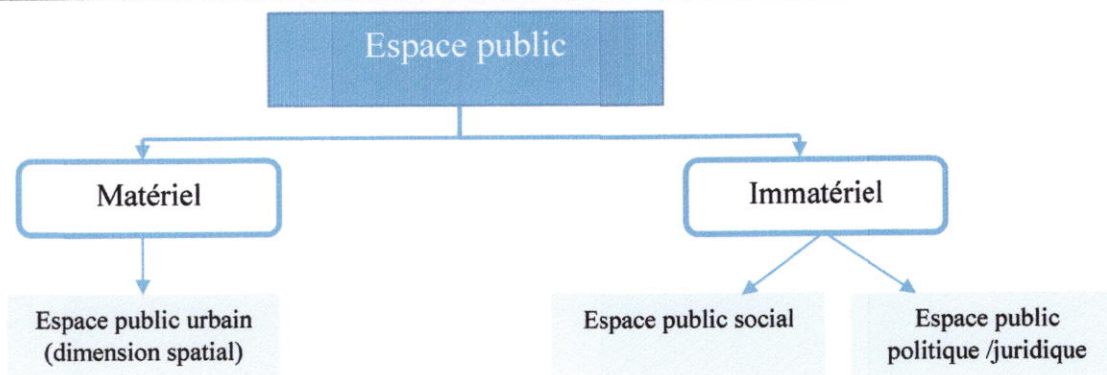 Espace public
Matériel
Immatériel
Espace public urbain
(dimension spatial)
Espace public social
Espace public
politique /juridique